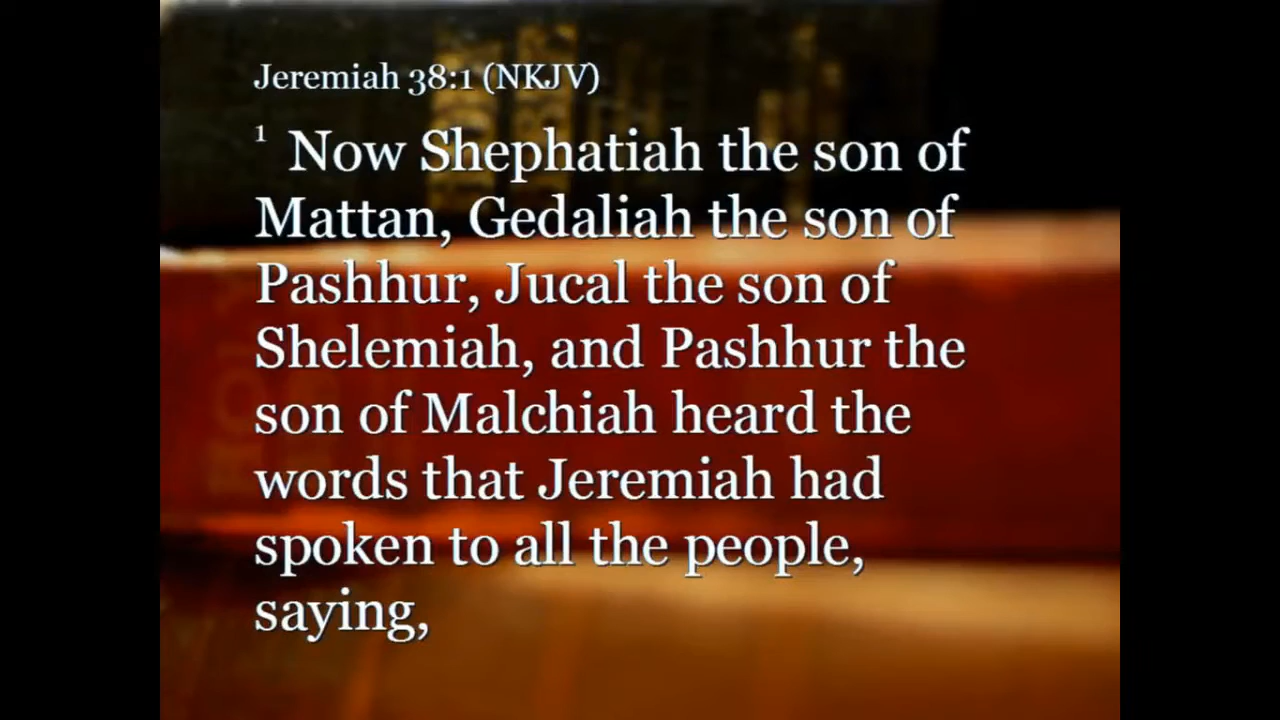 Jeremiah 38:1 (NKJV)
1 Now Shephatiah the son of
Mattan, Gedaliah the son of
Pashhur, Jucal the son of
Shelemiah, and Pashhur the
son of Malchiah heard the
words that Jeremiah had
spoken to all the people,
saying,